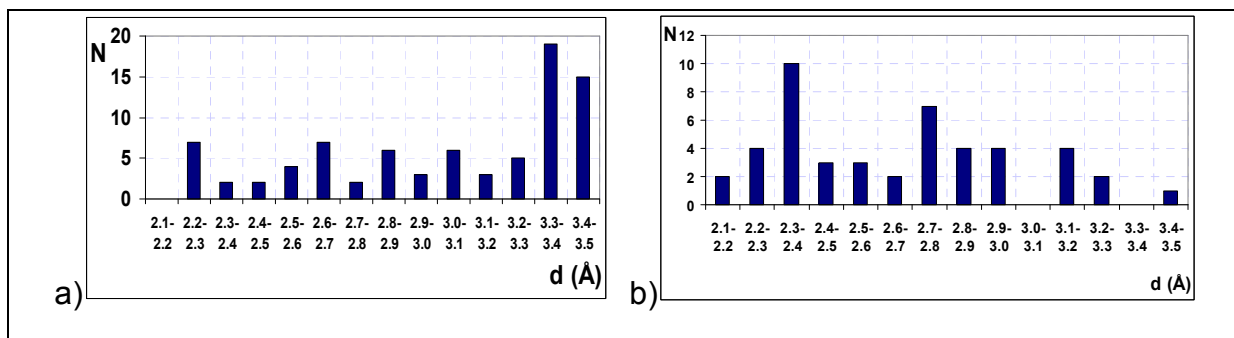 N
20
15
10
5
0
2.1- 2.2- 2.3- 2.4- 2.5- 2.6- 2.7- 2.8- 2.9- 3.0- 3.1- 3.2- 3.3- 3.4-
2.2 2.3 2.4 2.5 2.6 2.7 2.8 2.9 3.0 3.1 3.2 3.3 3.4 3.5
d (Å)
a)
N
12
10
8
6
4
2
0
2.1- 2.2- 2.3- 2.4- 2.5- 2.6- 2.7- 2.8- 2.9- 3.0- 3.1- 3.2- 3.3- 3.4-
2.2 2.3 2.4 2.5 2.6 2.7 2.8 2.9 3.0 3.1 3.2 3.3 3.4 3.5
d (Å)
b)